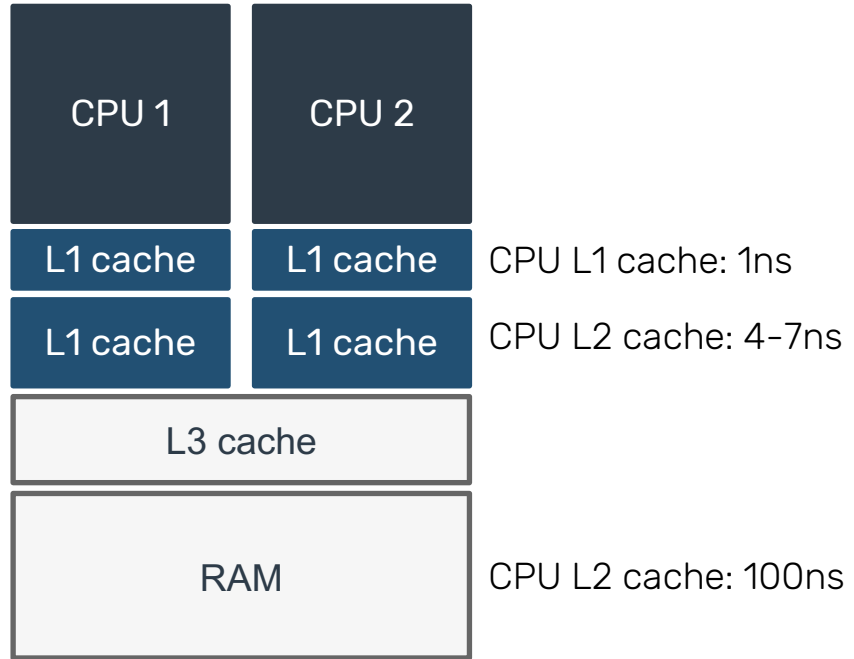 CPU 1
CPU 2
L1 cache
L1 cache
CPU L1 cache: 1ns
L1 cache
L1 cache
CPU L2 cache: 4-7ns
L3 cache
RAM
CPU L2 cache: 100ns